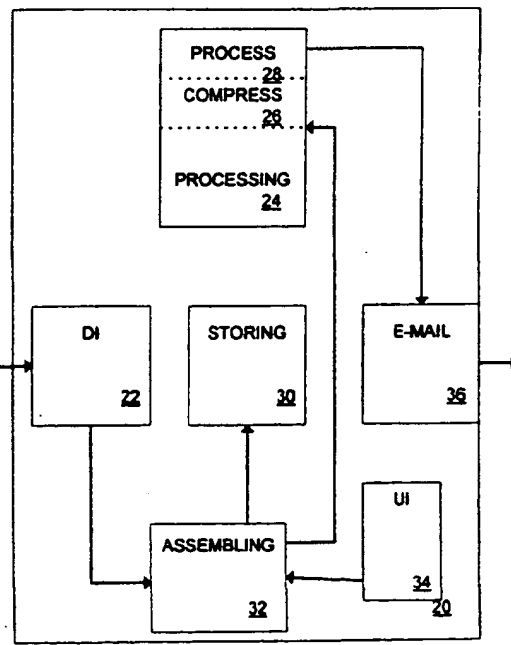 PROCESS
28
COMPRESS
26
PROCESSING
24
DI
22
STORING
30
E-MAIL
36
ASSEMBLING
32
UI
34
20